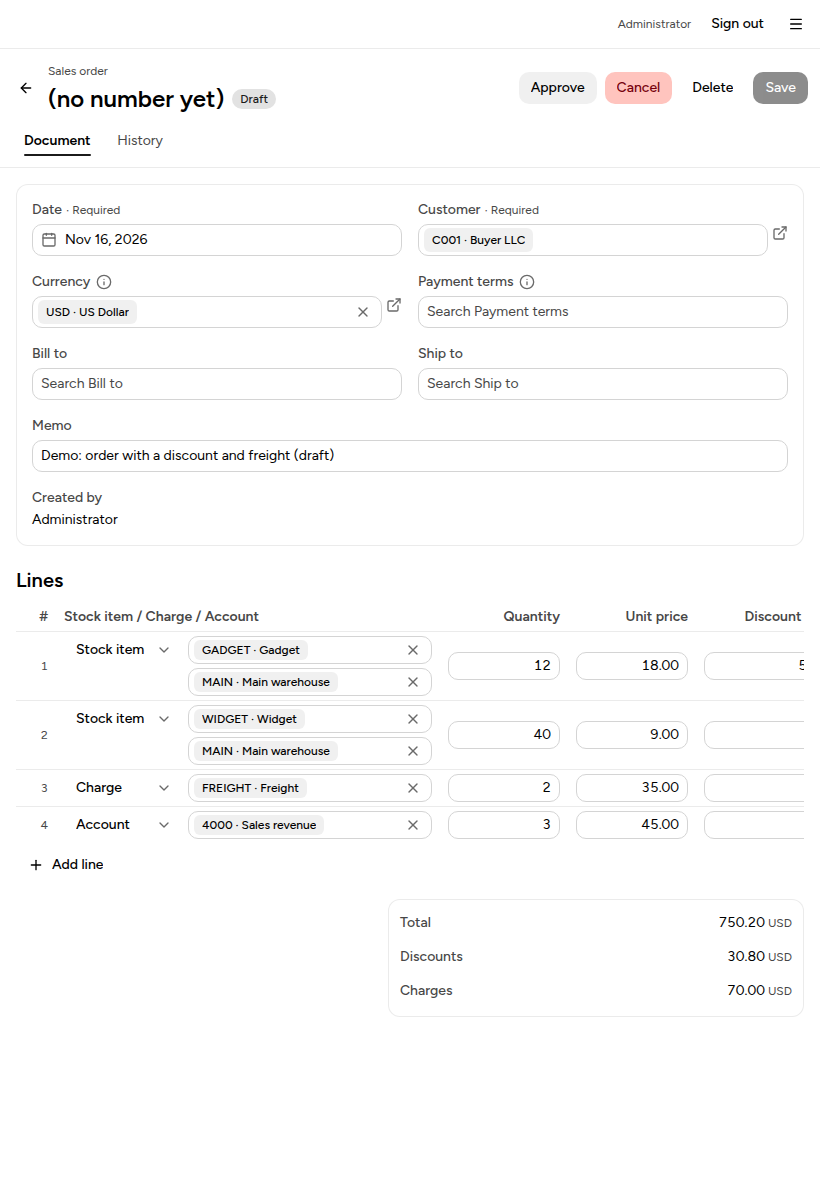 Administrator Sign out
Sales order
(no number yet) Draft
Approve Cancel Delete Save
Document History
Date · Required Customer · Required
Nov 16, 2026 C001 · Buyer LLC
Currency Payment terms
USD · US Dollar Search Payment terms
Bill to Ship to
Search Bill to Search Ship to
Memo
Demo: order with a discount and freight (draft)
Created by
Administrator
Lines
# Stock item / Charge / Account Quantity Unit price Discount
1 Stock item GADGET · Gadget 12 18.00 5
MAIN · Main warehouse
2 Stock item WIDGET · Widget 40 9.00
MAIN · Main warehouse
3 Charge FREIGHT · Freight 2 35.00
4 Account 4000 · Sales revenue 3 45.00
Add line
Total 750.20 USD
Discounts 30.80 USD
Charges 70.00 USD